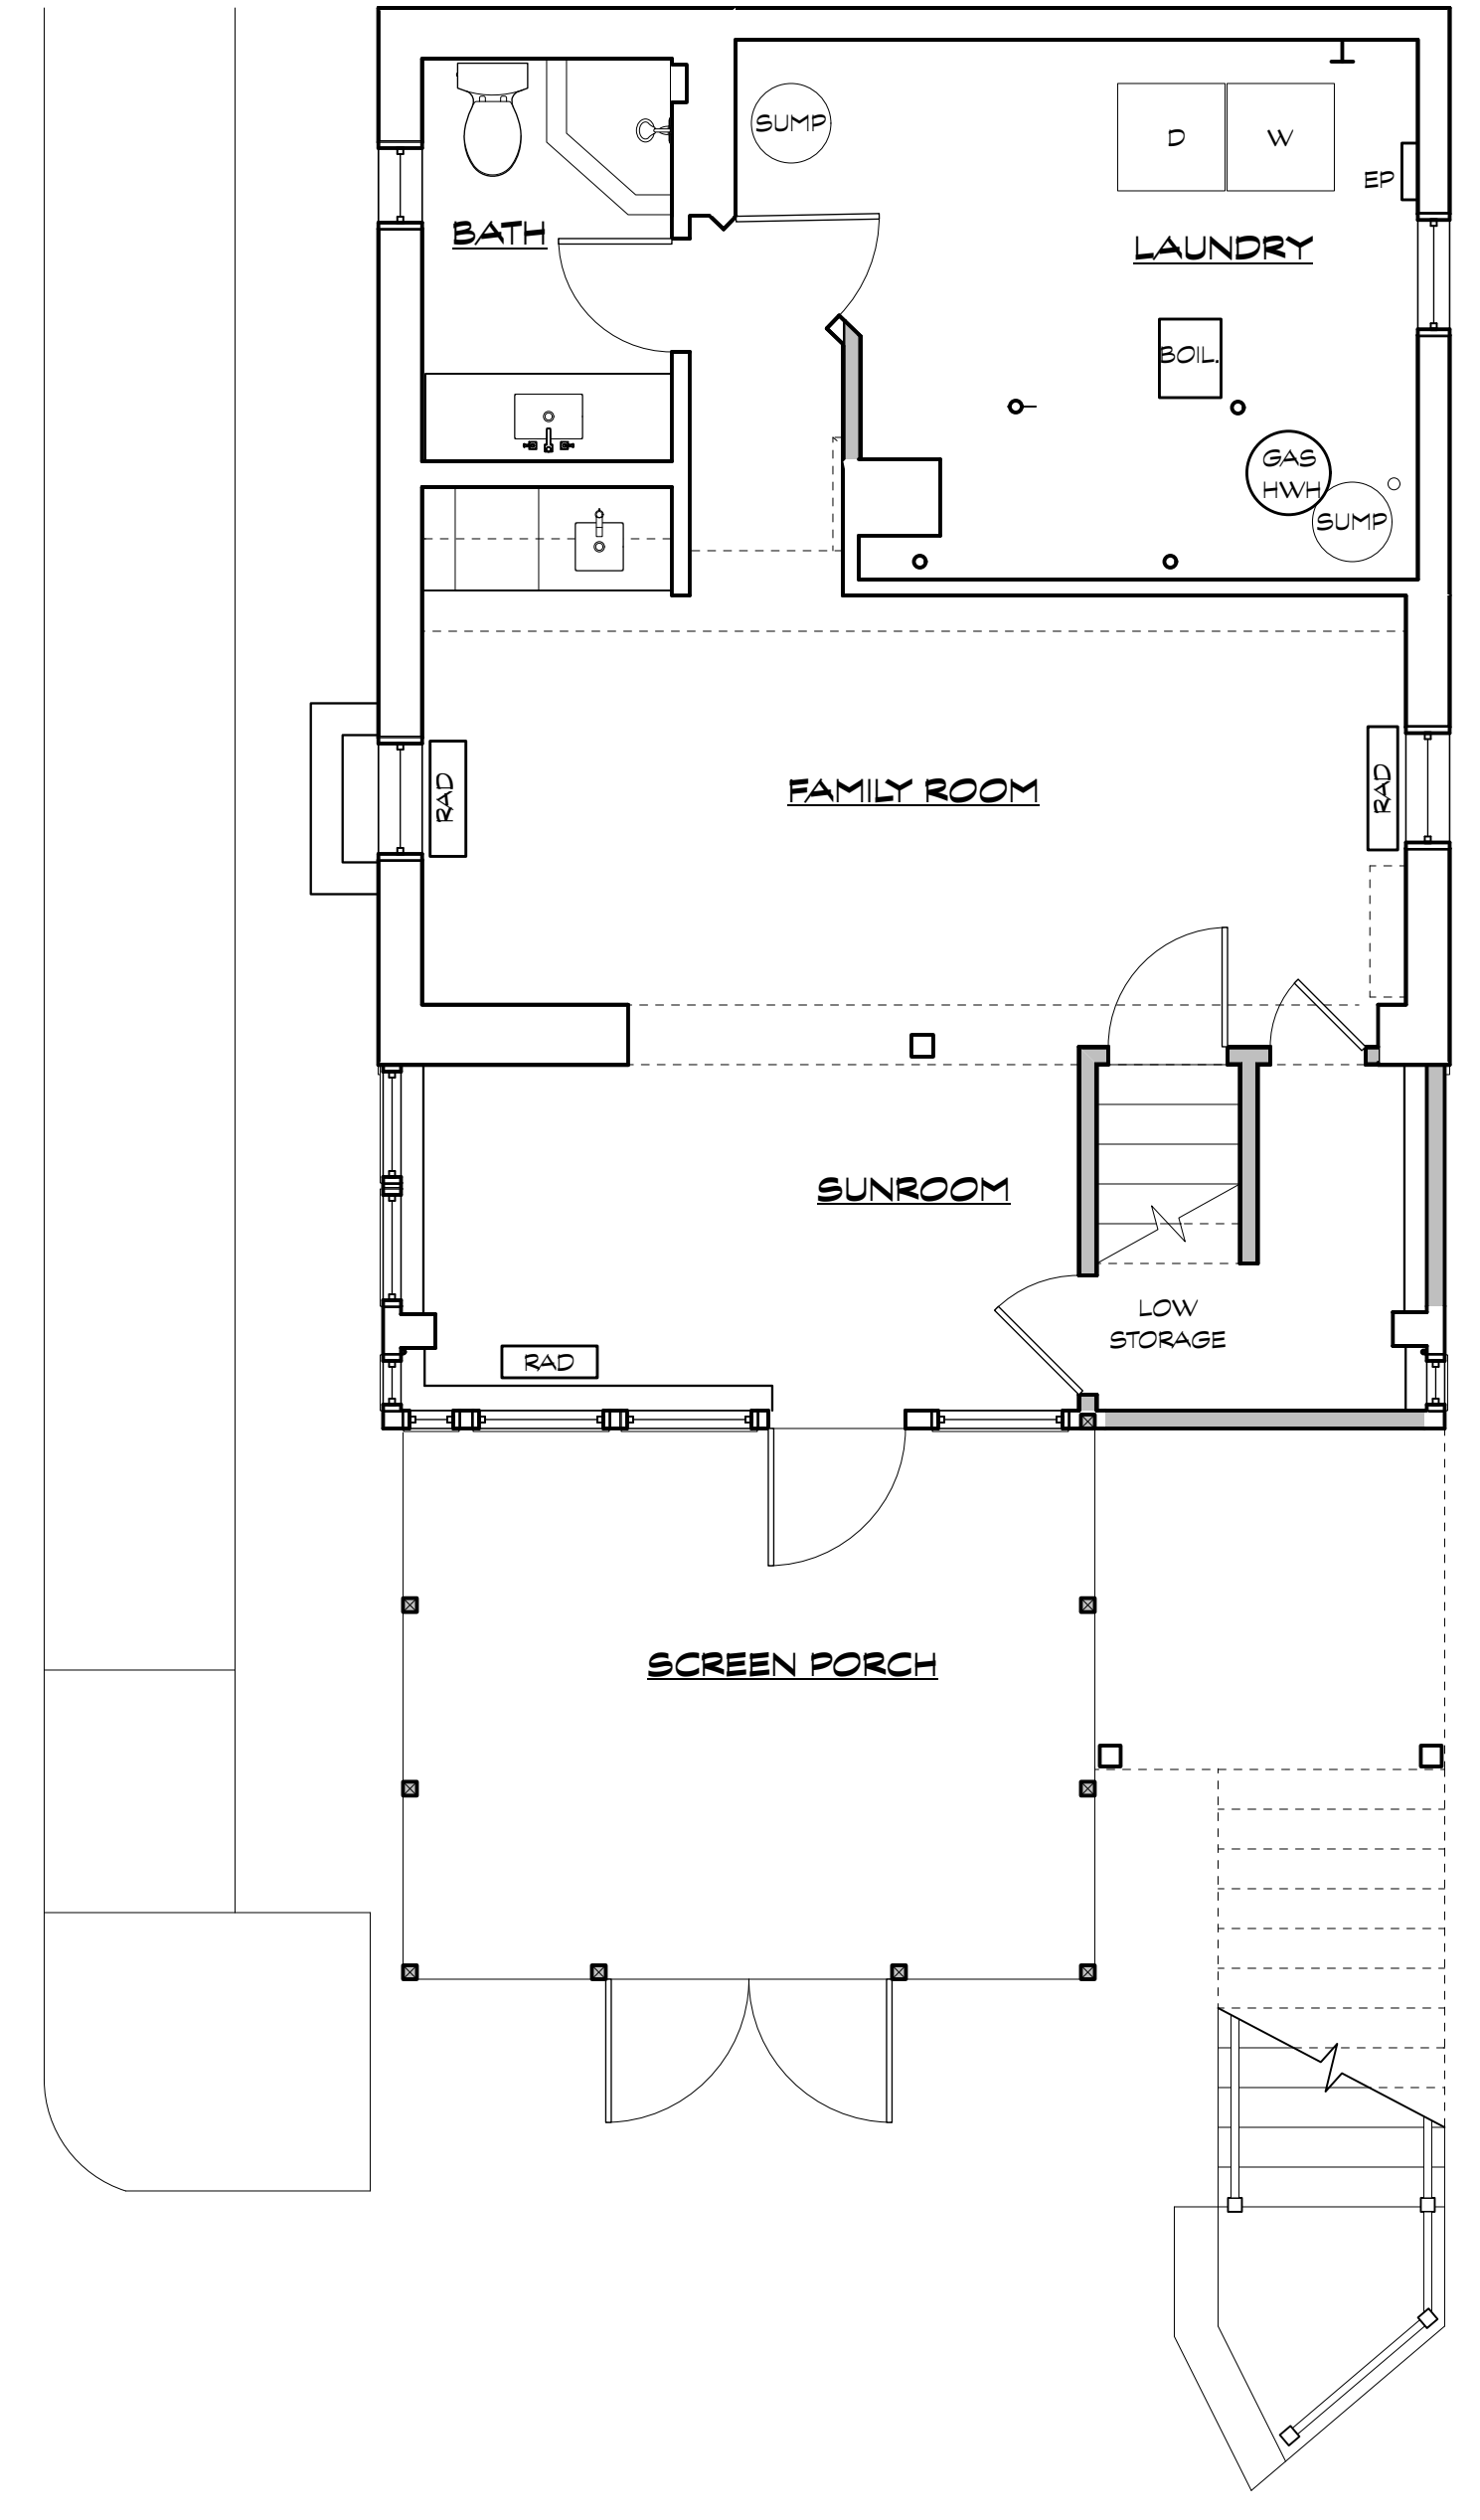 SUMP
D
W
EP
BATH
LAUNDRY
BOIL.
GAS
HWH
SUMP
RAD
FAMILY ROOM
RAD
SUNROOM
LOW
STORAGE
RAD
SCREEN PORCH